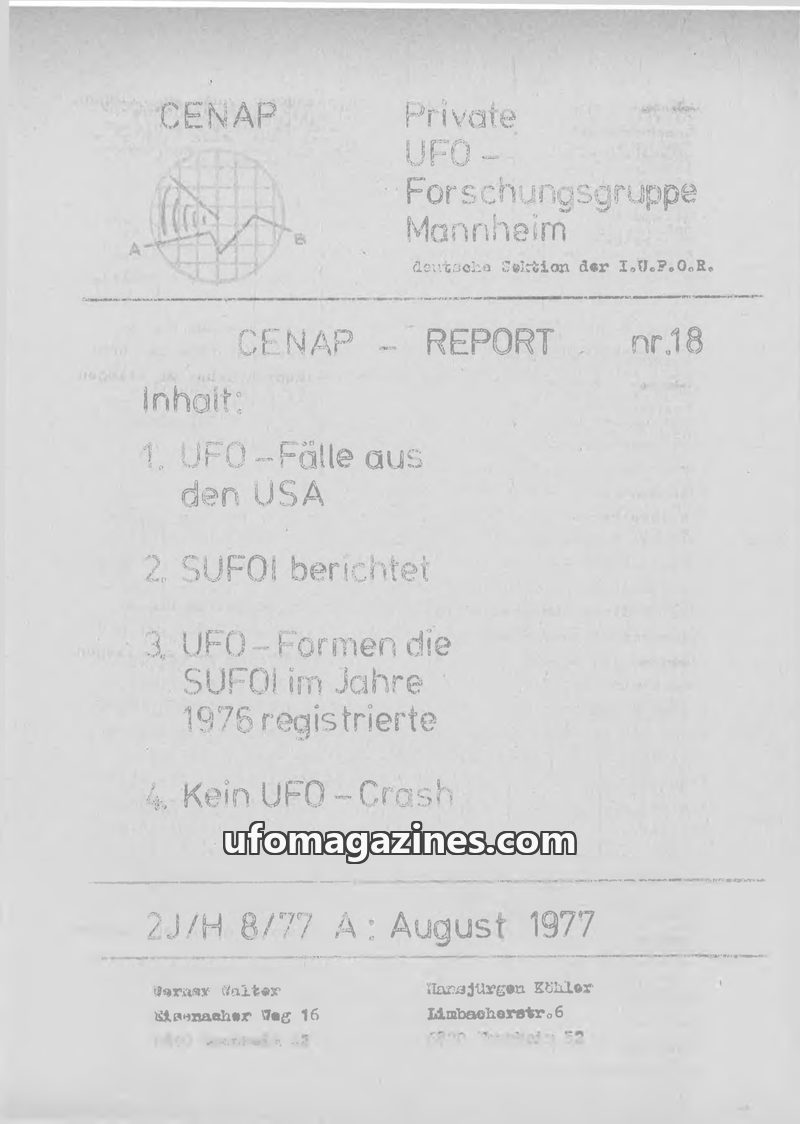 CENAP
Private
UFO -
Forschungsgruppe
Mannheim
deutsche Sektion der I.U.P.O.R.
A
B
CENAP - REPORT nr.18
Inhalt:
1. UFO - Fälle aus
den USA
2. SUFOI berichtet
3. UFO - Formen die
SUFOI im Jahre
1976 registrierte
4. Kein UFO - Crash
ufomagazines.com
2J/H 8/77 A: August 1977
Werner Walter
Hansjürgen Köhler
Eisenacher Weg 16
Limbacherstr.6
52